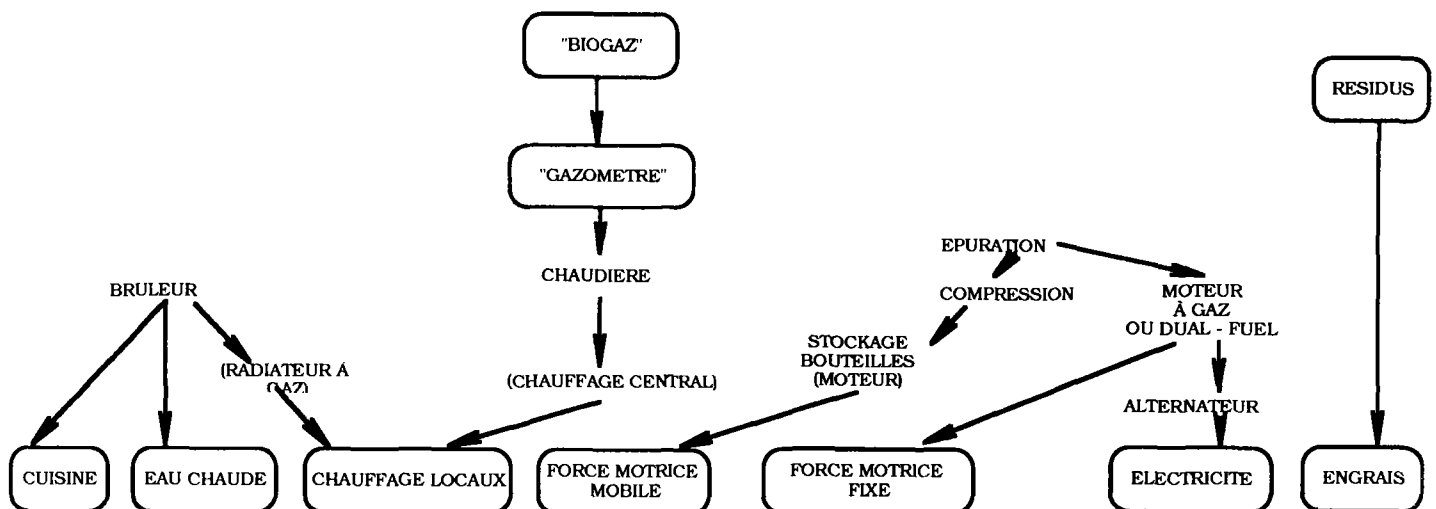 "BIOGAZ"
RESIDUS
"GAZOMETRE"
EPURATION
CHAUDIERE
BRULEUR
COMPRESSION
MOTEUR
À GAZ
OU DUAL - FUEL
STOCKAGE
BOUTEILLES
(MOTEUR)
(RADIATEUR À
GAZ)
(CHAUFFAGE CENTRAL)
ALTERNATEUR
CUISINE
EAU CHAUDE
CHAUFFAGE LOCAUX
FORCE MOTRICE
MOBILE
FORCE MOTRICE
FIXE
ELECTRICITE
ENGRAIS